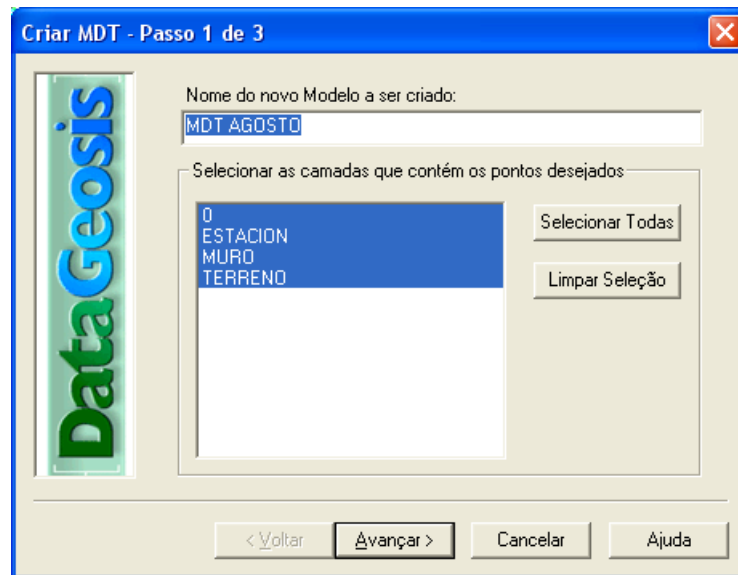 Criar MDT - Passo 1 de 3
DataGeosis
Nome do novo Modelo a ser criado:
MDT AGOSTO
Selecionar as camadas que contém os pontos desejados
0
ESTACION
MURO
TERRENO
Selecionar Todas
Limpar Seleção
< Voltar
Avançar >
Cancelar
Ajuda